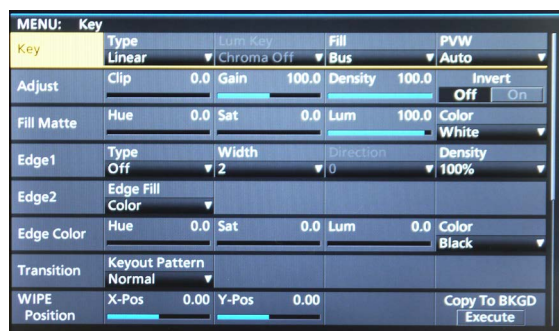 MENU: Key
Key Type Lum Key Fill PVW
Linear Chroma Off Bus Auto
Adjust Clip 0.0 Gain 100.0 Density 100.0 Invert
Off On
Fill Matte Hue 0.0 Sat 0.0 Lum 100.0 Color
White
Edge1 Type Width Direction Density
Off 2 0 100%
Edge2 Edge Fill
Color
Edge Color Hue 0.0 Sat 0.0 Lum 0.0 Color
Black
Transition Keyout Pattern
Normal
WIPE X-Pos 0.00 Y-Pos 0.00 Copy To BKGD
Position Execute